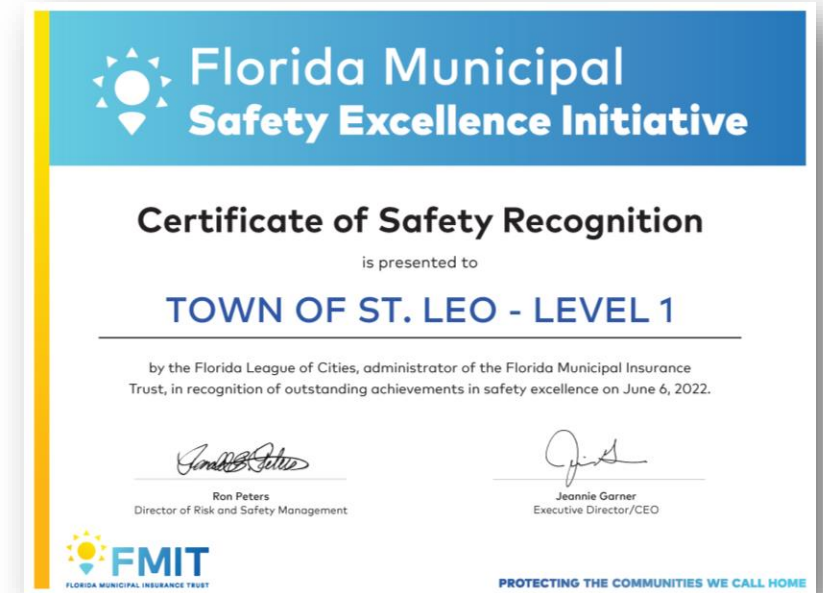 Florida Municipal
Safety Excellence Initiative
Certificate of Safety Recognition
is presented to
TOWN OF ST. LEO - LEVEL 1
by the Florida League of Cities, administrator of the Florida Municipal Insurance
Trust, in recognition of outstanding achievements in safety excellence on June 6, 2022.
Ron Peters
Director of Risk and Safety Management
Jeannie Garner
Executive Director/CEO
FMIT
FLORIDA MUNICIPAL INSURANCE TRUST
PROTECTING THE COMMUNITIES WE CALL HOME